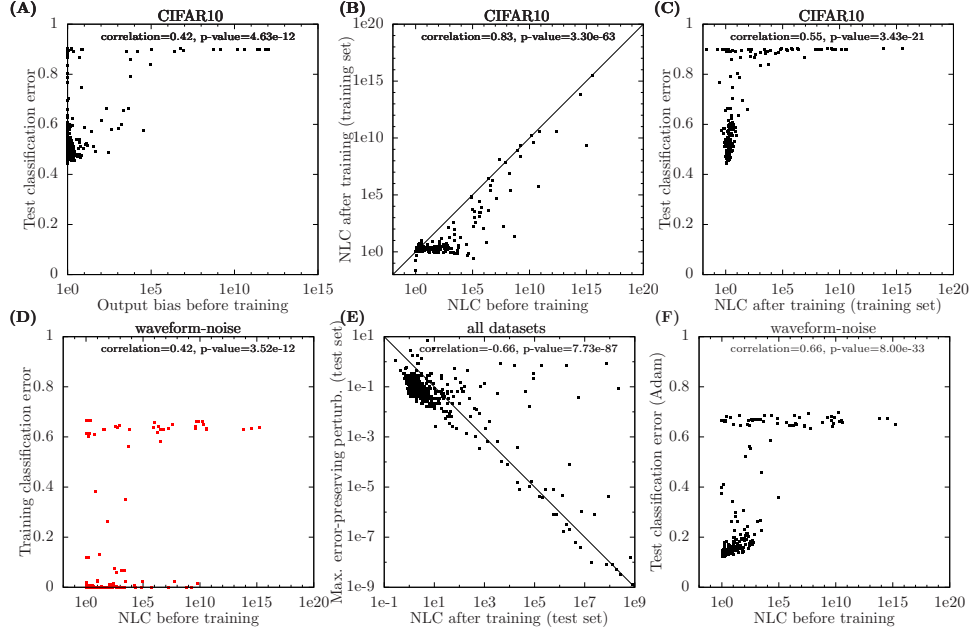 (A)
CIFAR10
correlation=0.42, p-value=4.63e-12
Test classification error
1
0.8
0.6
0.4
0.2
0
1e0
1e5
1e10
1e15
Output bias before training
(B)
CIFAR10
correlation=0.83, p-value=3.30e-63
NLC after training (training set)
1e20
1e15
1e10
1e5
1e0
1e0
1e5
1e10
1e15
1e20
NLC before training
(C)
CIFAR10
correlation=0.55, p-value=3.43e-21
Test classification error
1
0.8
0.6
0.4
0.2
0
1e0
1e5
1e10
1e15
1e20
NLC after training (training set)
(D)
waveform-noise
correlation=0.42, p-value=3.52e-12
Training classification error
1
0.8
0.6
0.4
0.2
0
1e0
1e5
1e10
1e15
1e20
NLC before training
(E)
all datasets
correlation=-0.66, p-value=7.73e-87
Max. error-preserving perturb. (test set)
1e1
1e-1
1e-3
1e-5
1e-7
1e-9
1e-1
1e1
1e3
1e5
1e7
1e9
NLC after training (test set)
(F)
waveform-noise
correlation=0.66, p-value=8.00e-33
Test classification error (Adam)
1
0.8
0.6
0.4
0.2
0
1e0
1e5
1e10
1e15
1e20
NLC before training